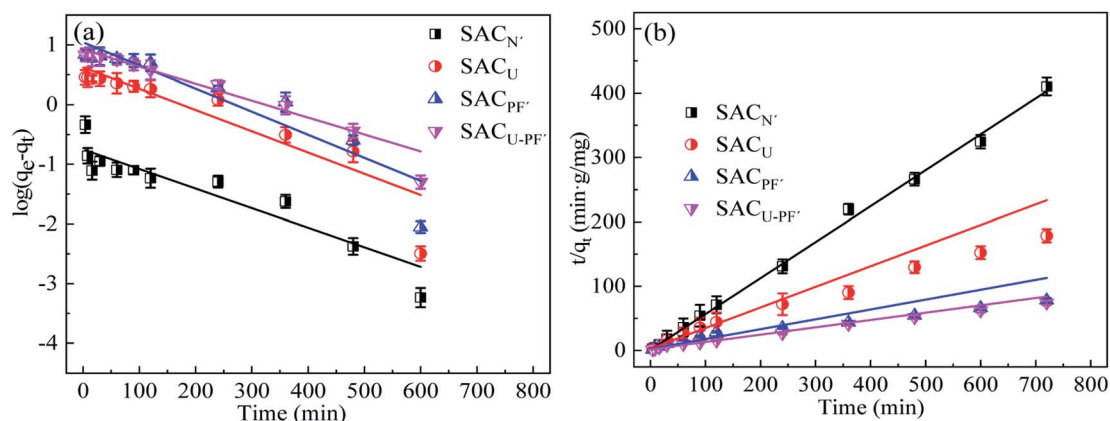 (a)
SAC_N′
SAC_U
SAC_PF′
SAC_U-PF′
log(q_e-q_t)
1
0
-1
-2
-3
-4
0 100 200 300 400 500 600 700 800
Time (min)
(b)
SAC_N′
SAC_U
SAC_PF′
SAC_U-PF′
t/q_t (min·g/mg)
500
400
300
200
100
0
0 100 200 300 400 500 600 700 800
Time (min)